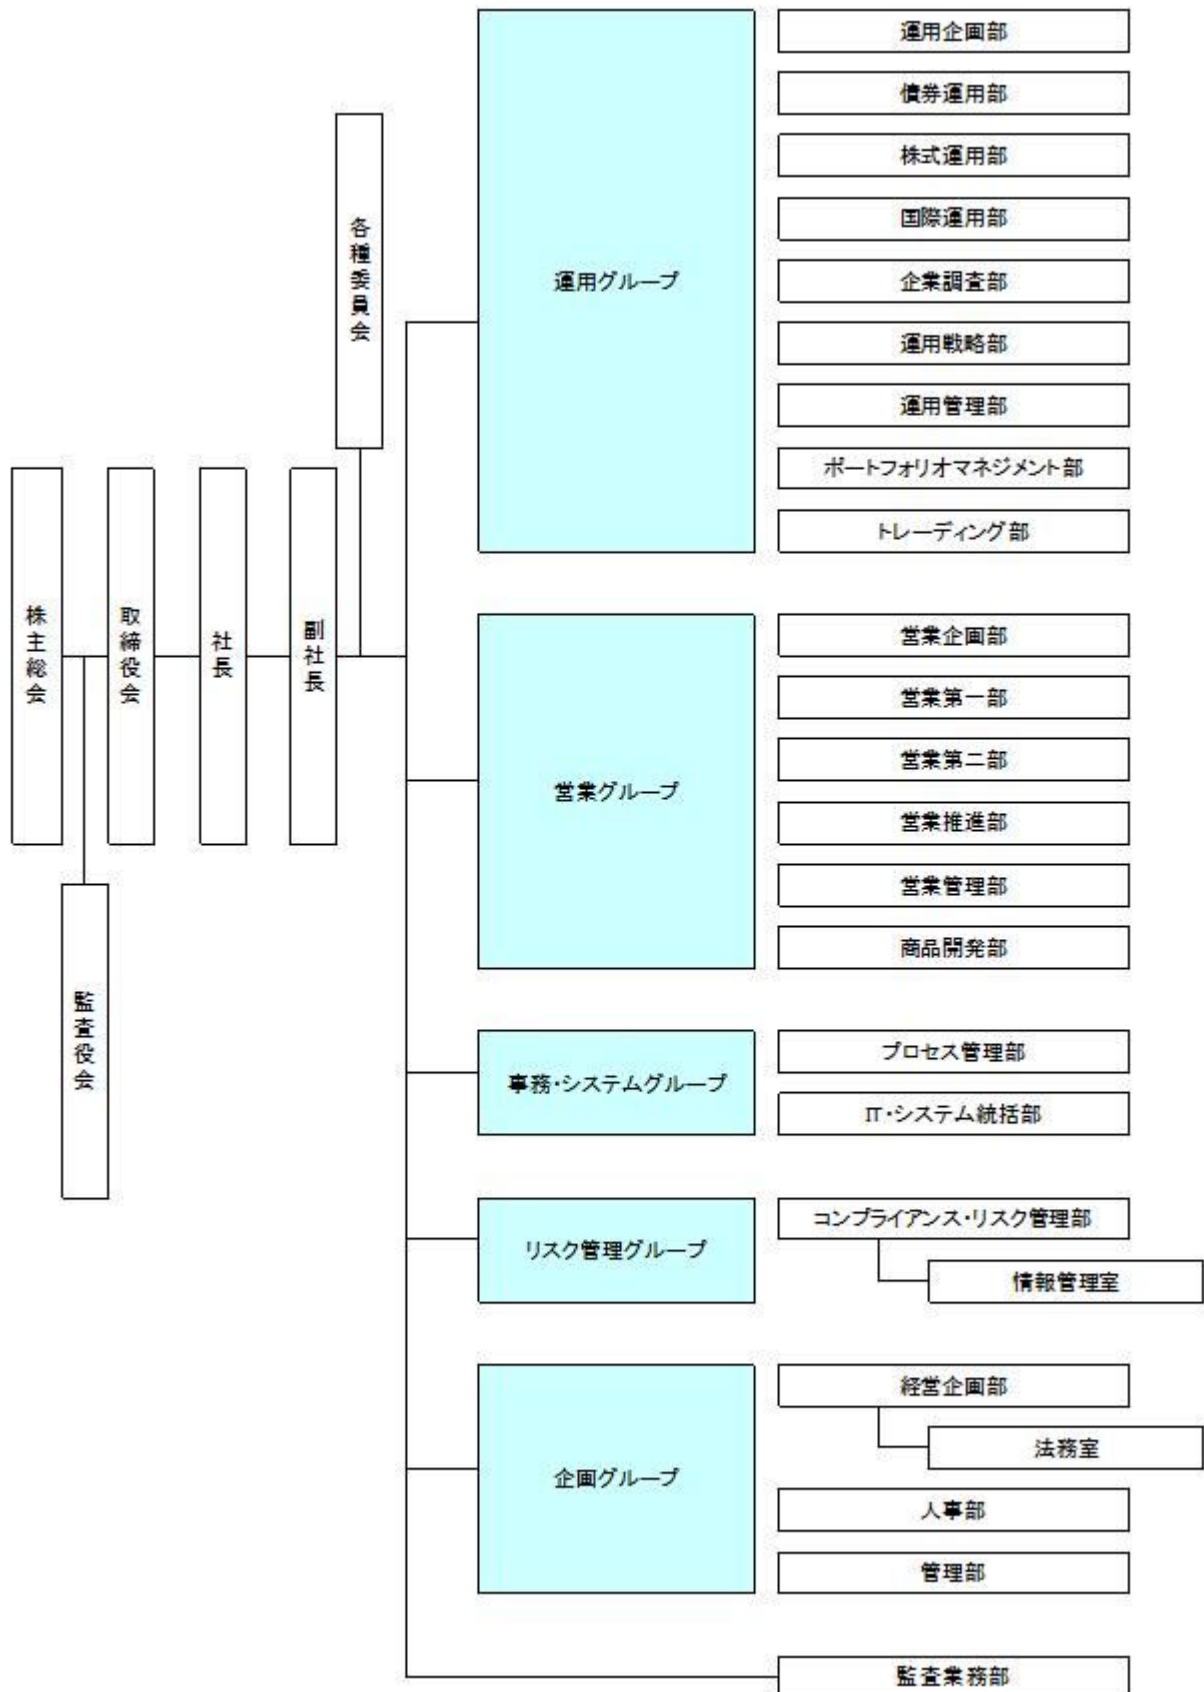 株主総会
監査役会
取締役会
社長
副社長
各種委員会
運用グループ
運用企画部
債券運用部
株式運用部
国際運用部
企業調査部
運用戦略部
運用管理部
ポートフォリオマネジメント部
トレーディング部
営業グループ
営業企画部
営業第一部
営業第二部
営業推進部
営業管理部
商品開発部
事務・システムグループ
プロセス管理部
IT・システム統括部
リスク管理グループ
コンプライアンス・リスク管理部
情報管理室
企画グループ
経営企画部
法務室
人事部
管理部
監査業務部